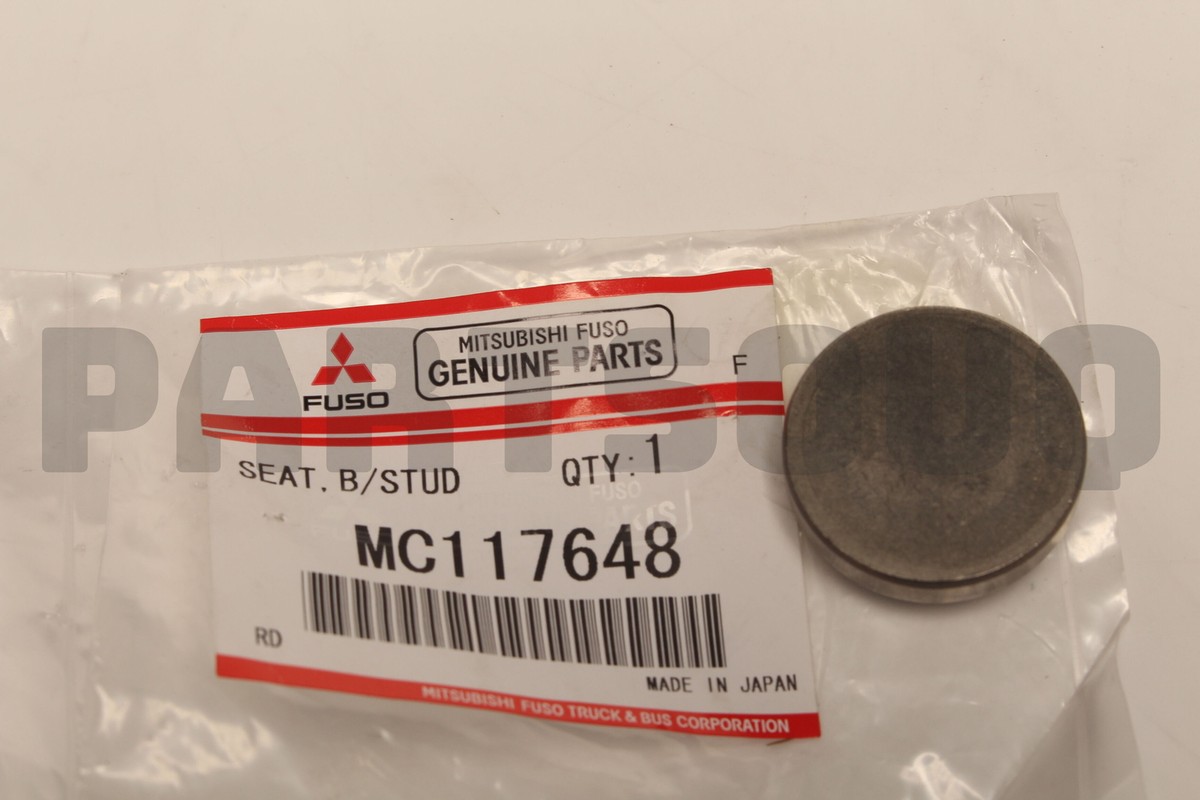 MITSUBISHI FUSO
GENUINE PARTS
FUSO
F
SEAT, B/STUD QTY: 1
MC117648
RD
MADE IN JAPAN
MITSUBISHI FUSO TRUCK & BUS CORPORATION
PARTSOUQ